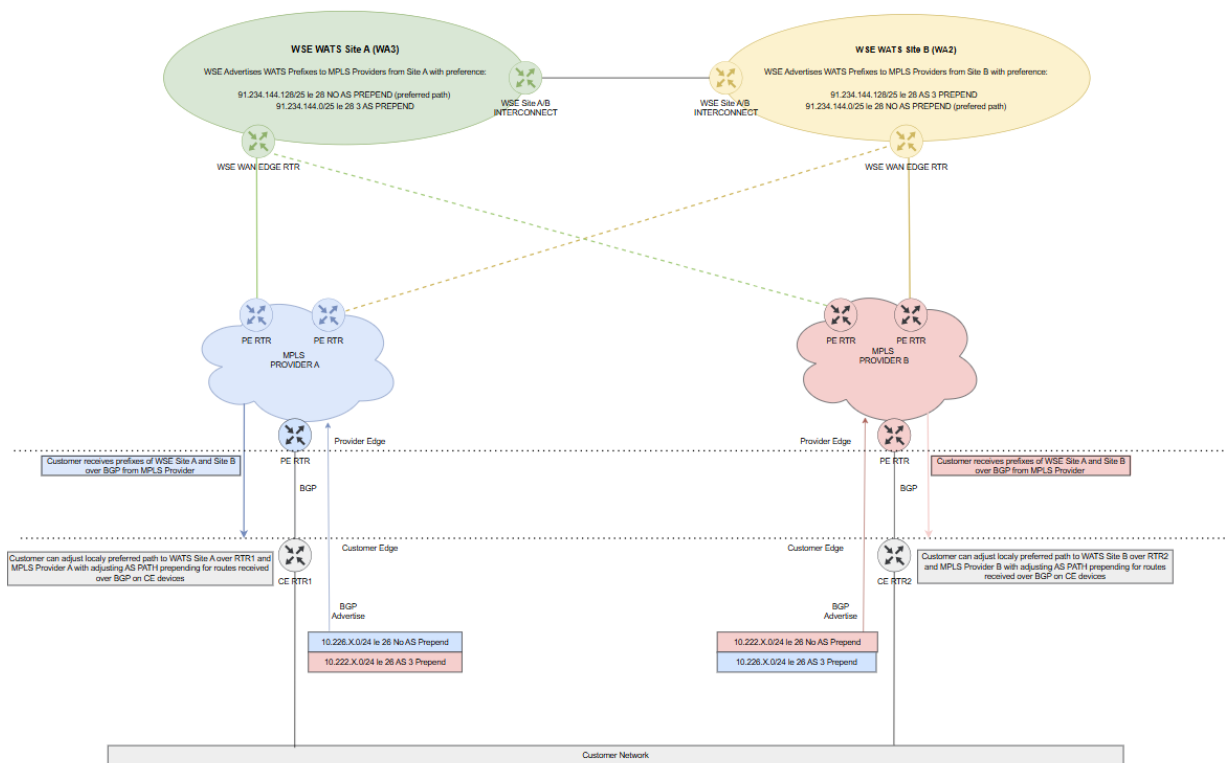 WSE WATS Site A (WA3)
WSE Advertises WATS Prefixes to MPLS Providers from Site A with preference:
91.234.144.128/25 le 28 NO AS PREPEND (preferred path)
91.234.144.0/25 le 28 3 AS PREPEND
WSE Site A/B
INTERCONNECT
WSE WAN EDGE RTR
WSE WATS Site B (WA2)
WSE Advertises WATS Prefixes to MPLS Providers from Site B with preference:
91.234.144.128/25 le 28 AS 3 PREPEND
91.234.144.0/25 le 28 NO AS PREPEND (preferred path)
WSE Site A/B
INTERCONNECT
WSE WAN EDGE RTR
PE RTR
PE RTR
MPLS
PROVIDER A
PE RTR
PE RTR
MPLS
PROVIDER B
Provider Edge
PE RTR
Provider Edge
PE RTR
Customer receives prefixes of WSE Site A and Site B
over BGP from MPLS Provider
BGP
Customer receives prefixes of WSE Site A and Site B
over BGP from MPLS Provider
BGP
Customer Edge
Customer can adjust localy preferred path to WATS Site A over RTR1 and
MPLS Provider A with adjusting AS PATH prepending for routes received
over BGP on CE devices
CE RTR1
Customer Edge
Customer can adjust localy preferred path to WATS Site B over RTR2
and MPLS Provider B with adjusting AS PATH prepending for routes
received over BGP on CE devices
CE RTR2
BGP
Advertise
10.226.X.0/24 le 26 No AS Prepend
10.222.X.0/24 le 26 AS 3 Prepend
BGP
Advertise
10.222.X.0/24 le 26 No AS Prepend
10.226.X.0/24 le 26 AS 3 Prepend
Customer Network